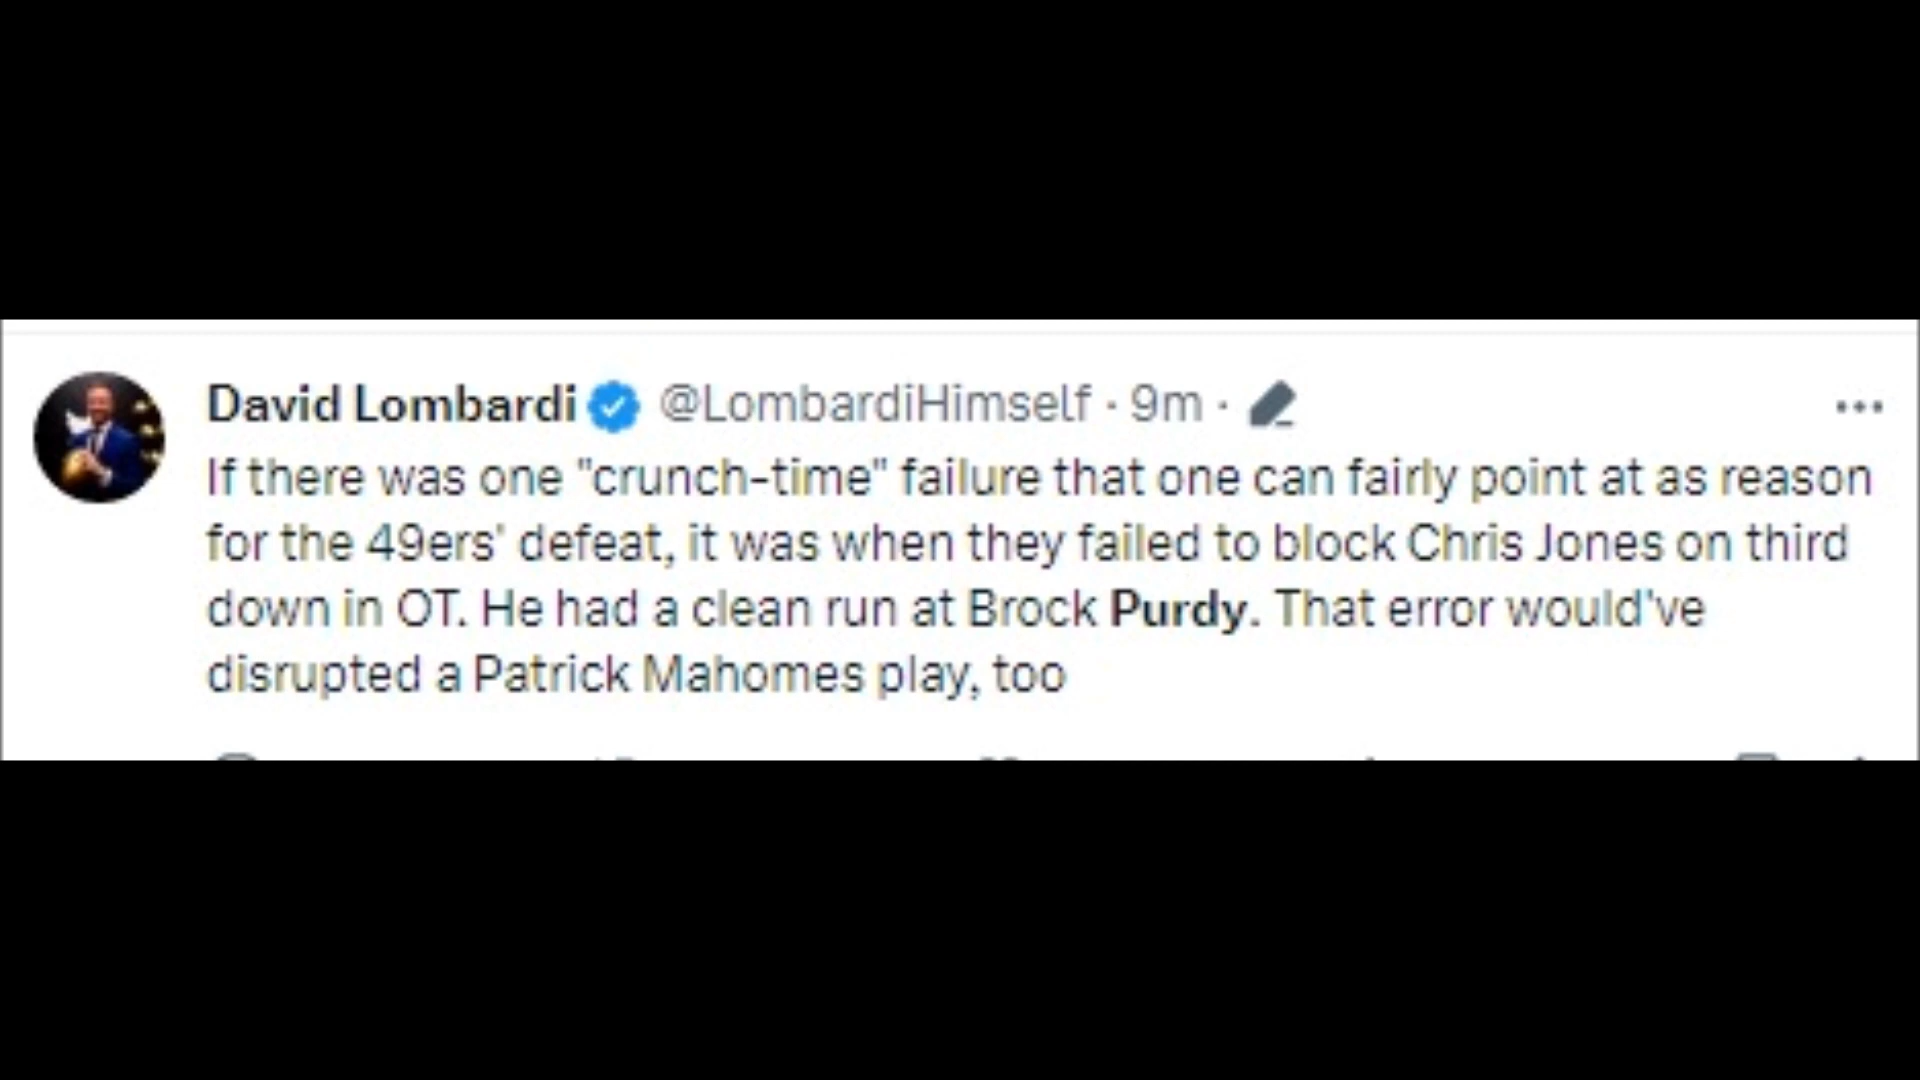 David Lombardi @LombardiHimself · 9m ·
If there was one "crunch-time" failure that one can fairly point at as reason
for the 49ers' defeat, it was when they failed to block Chris Jones on third
down in OT. He had a clean run at Brock Purdy. That error would've
disrupted a Patrick Mahomes play, too